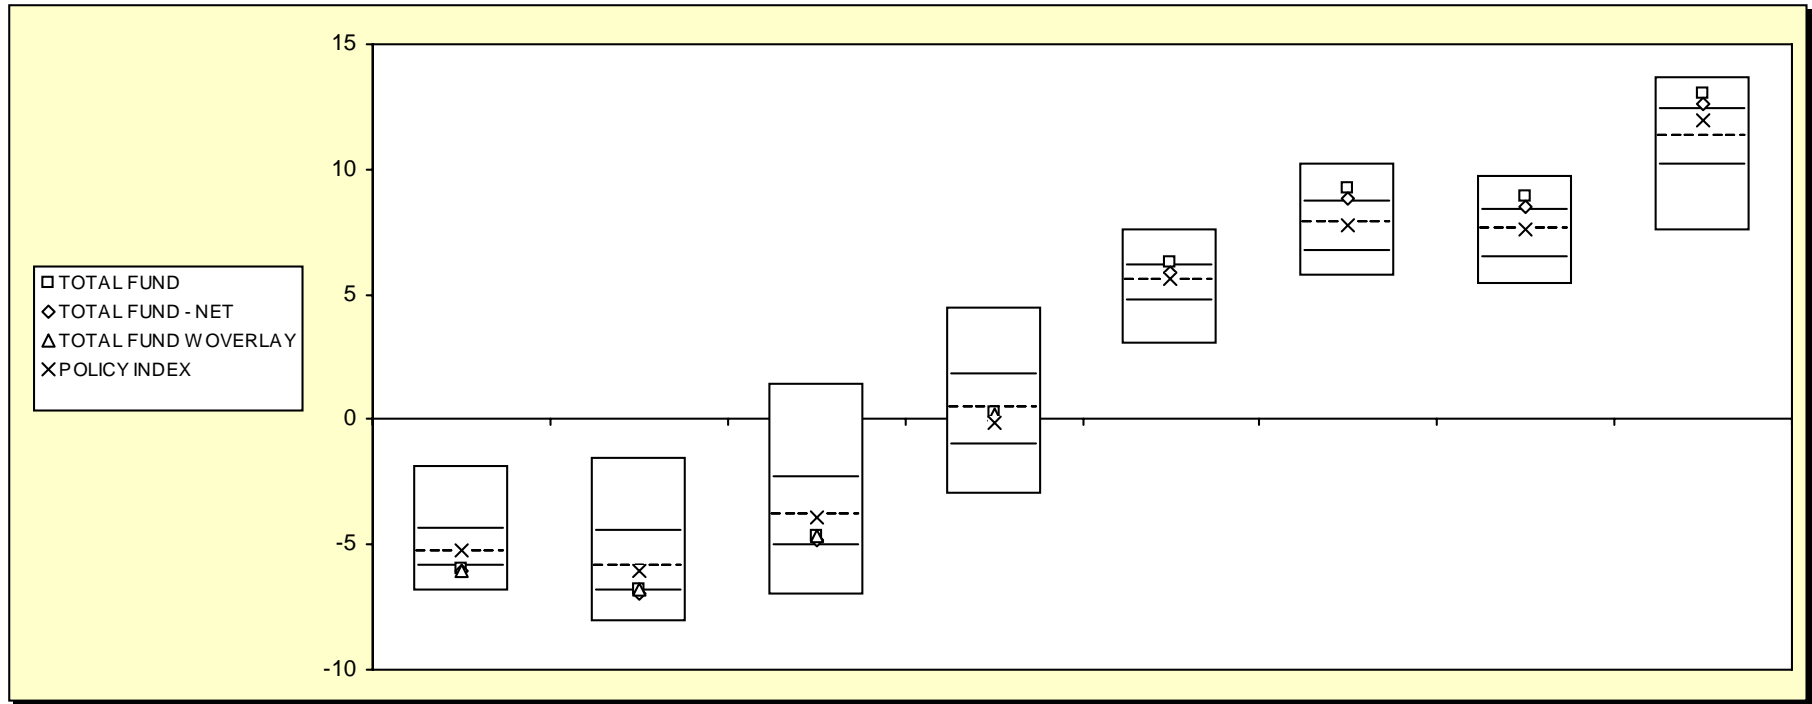 15
10
5
0
-5
-10
TOTAL FUND
TOTAL FUND - NET
TOTAL FUND W OVERLAY
POLICY INDEX